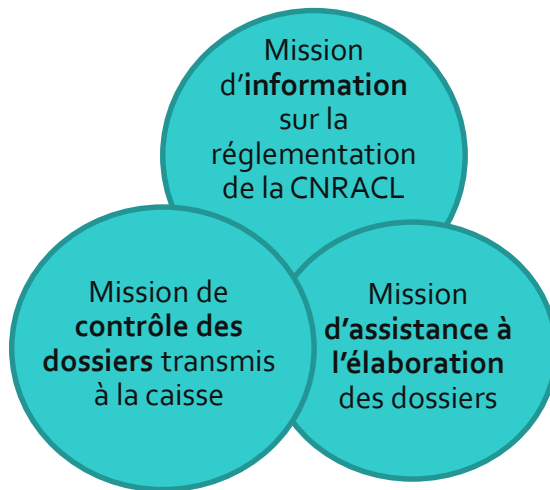 Mission
d'information
sur la
réglementation
de la CNRACL
Mission de
contrôle des
dossiers transmis
à la caisse
Mission
d'assistance à
l'élaboration
des dossiers